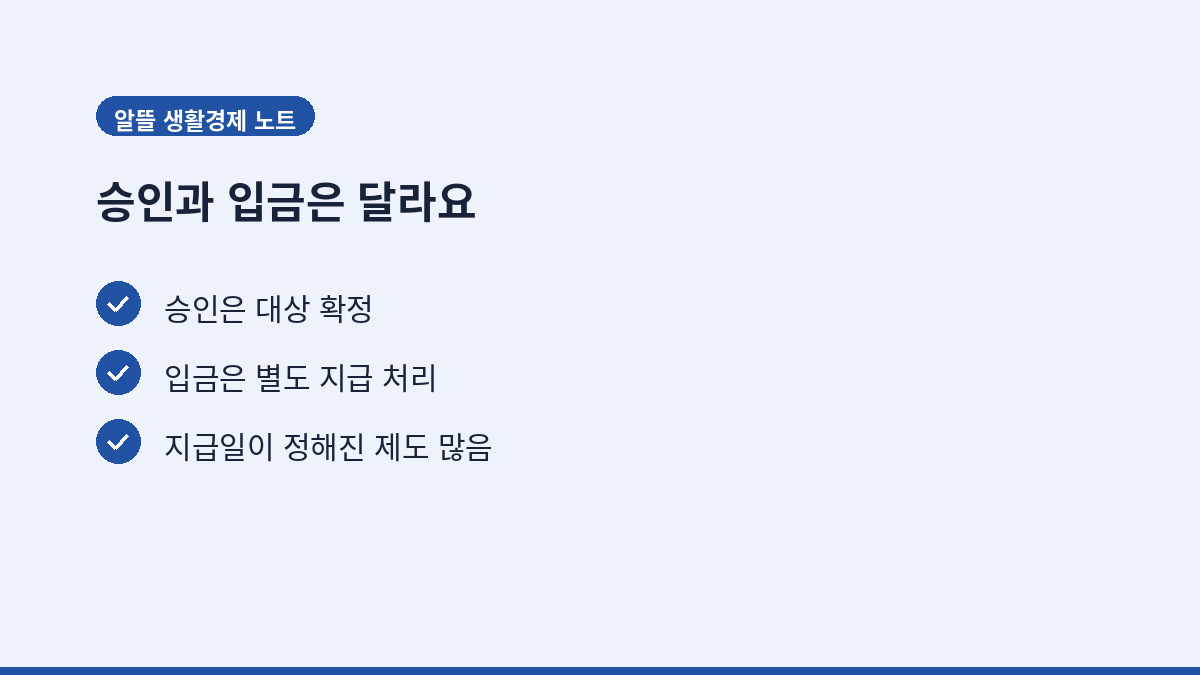 알뜰 생활경제 노트
승인과 입금은 달라요
승인은 대상 확정
입금은 별도 지급 처리
지급일이 정해진 제도 많음